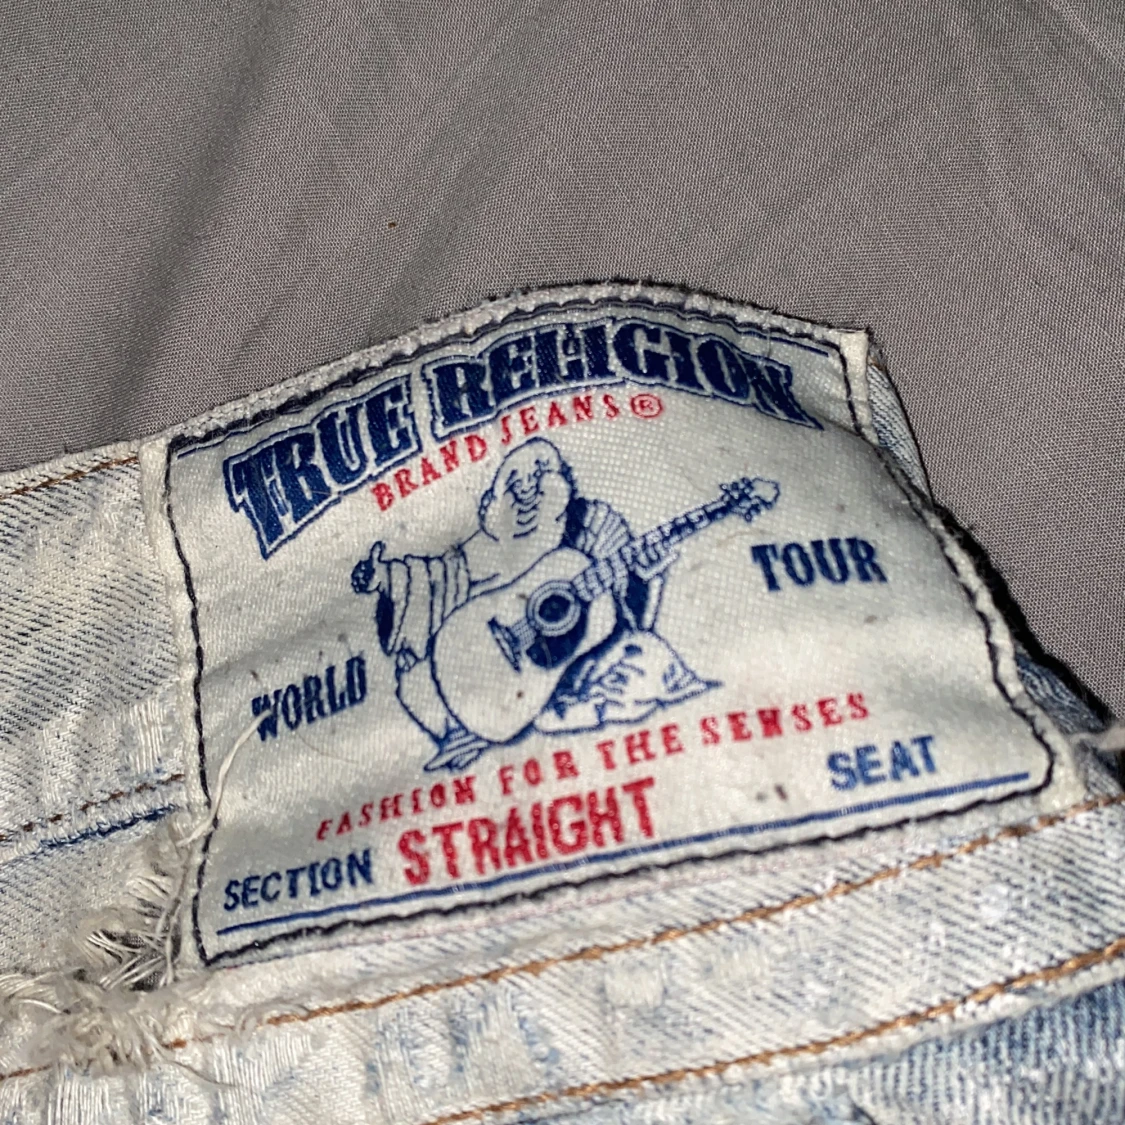 TRUE RELIGION
BRAND JEANS®
WORLD TOUR
FASHION FOR THE SENSES
SECTION STRAIGHT SEAT